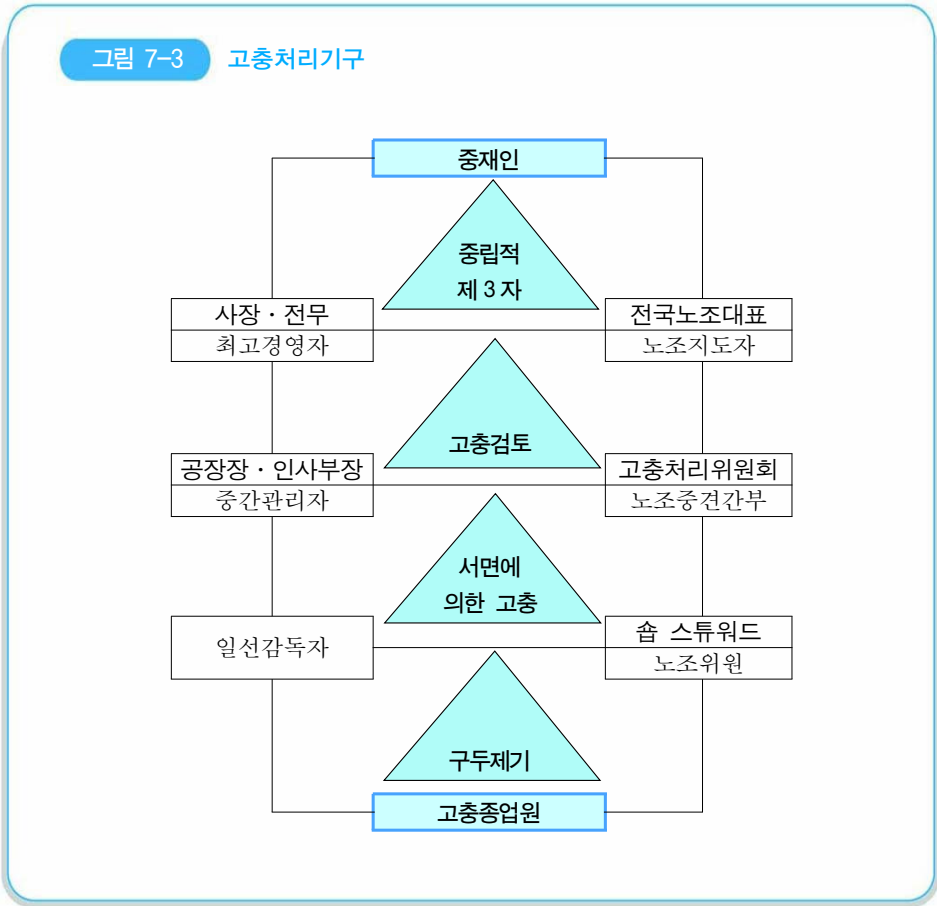 그림 7-3 고충처리기구
중재인
중립적
제 3 자
사장 · 전무
최고경영자
전국노조대표
노조지도자
고충검토
공장장 · 인사부장
중간관리자
고충처리위원회
노조중견간부
서면에
의한 고충
일선감독자
숍 스튜워드
노조위원
구두제기
고충종업원